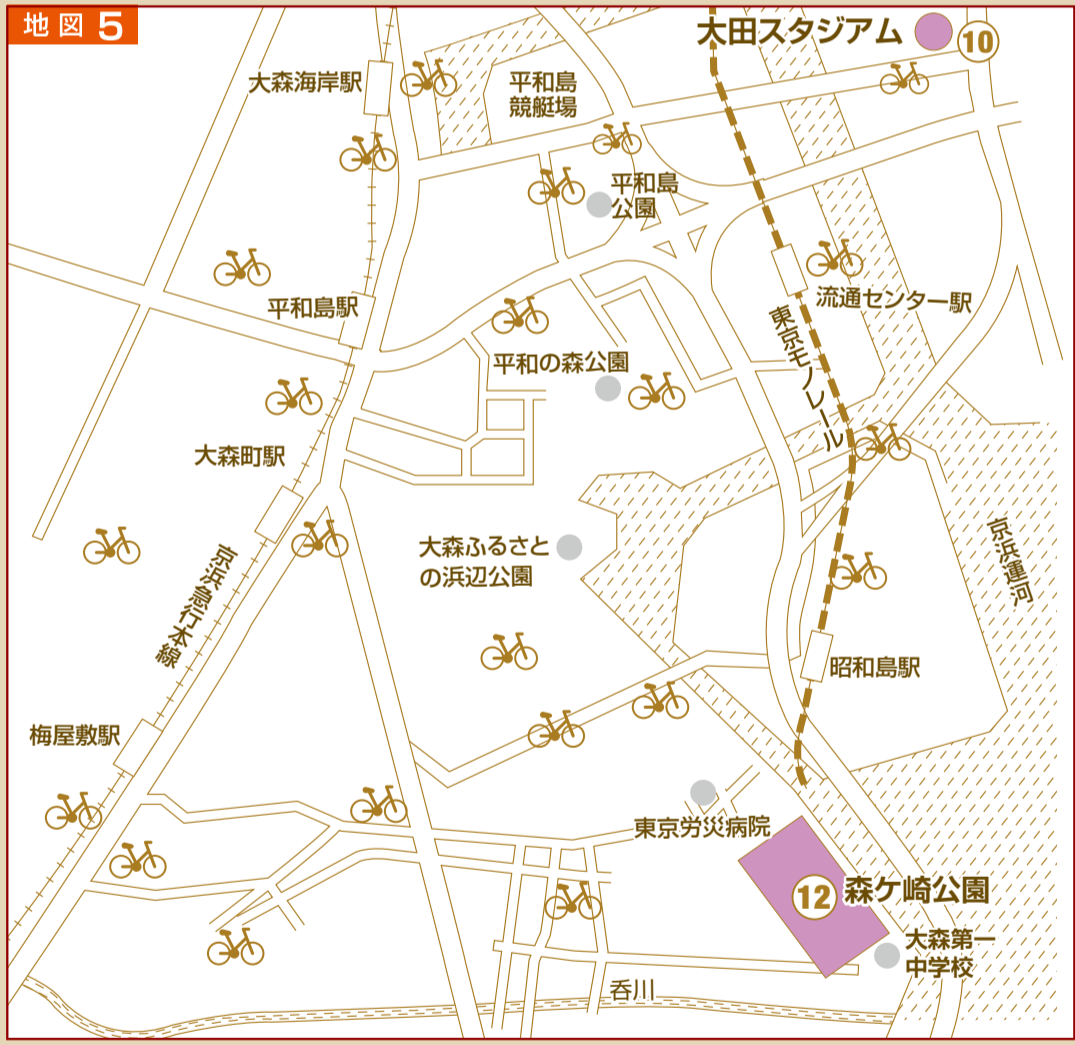 地図5
大田スタジアム
10
大森海岸駅
平和島
競艇場
平和島
公園
流通センター駅
平和島駅
東京モノレール
平和の森公園
大森町駅
京浜運河
大森ふるさと
の浜辺公園
京浜急行本線
昭和島駅
梅屋敷駅
東京労災病院
12
森ケ崎公園
大森第一
中学校
呑川